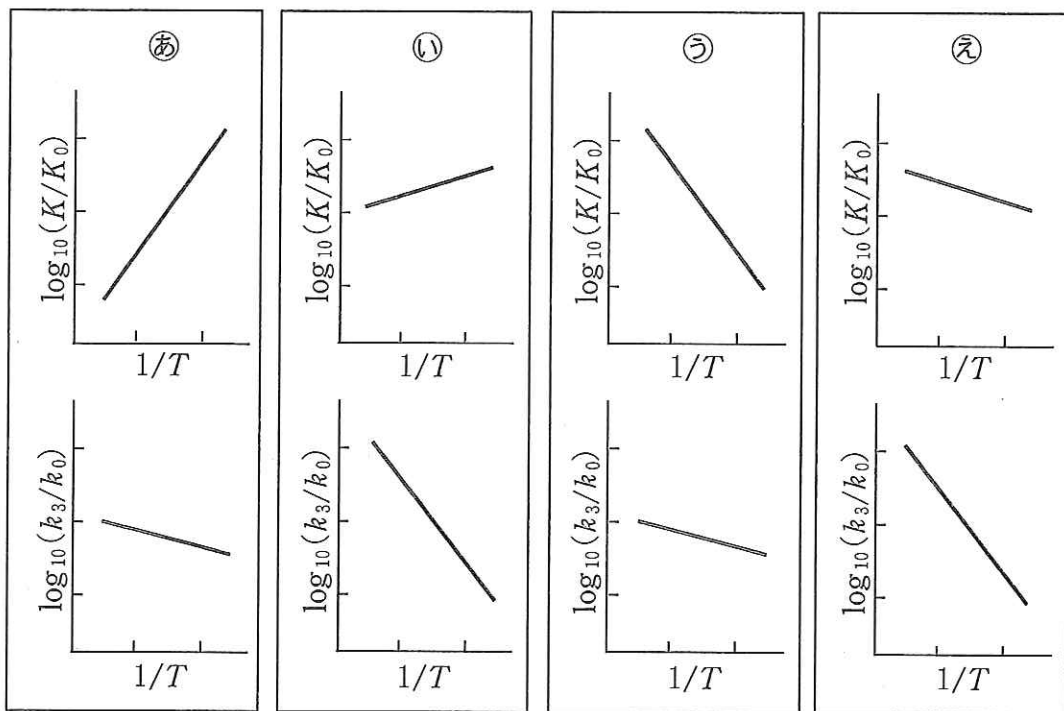 あ
log₁₀(K/K₀)
1/T
log₁₀(k₃/k₀)
1/T
い
log₁₀(K/K₀)
1/T
log₁₀(k₃/k₀)
1/T
う
log₁₀(K/K₀)
1/T
log₁₀(k₃/k₀)
1/T
え
log₁₀(K/K₀)
1/T
log₁₀(k₃/k₀)
1/T